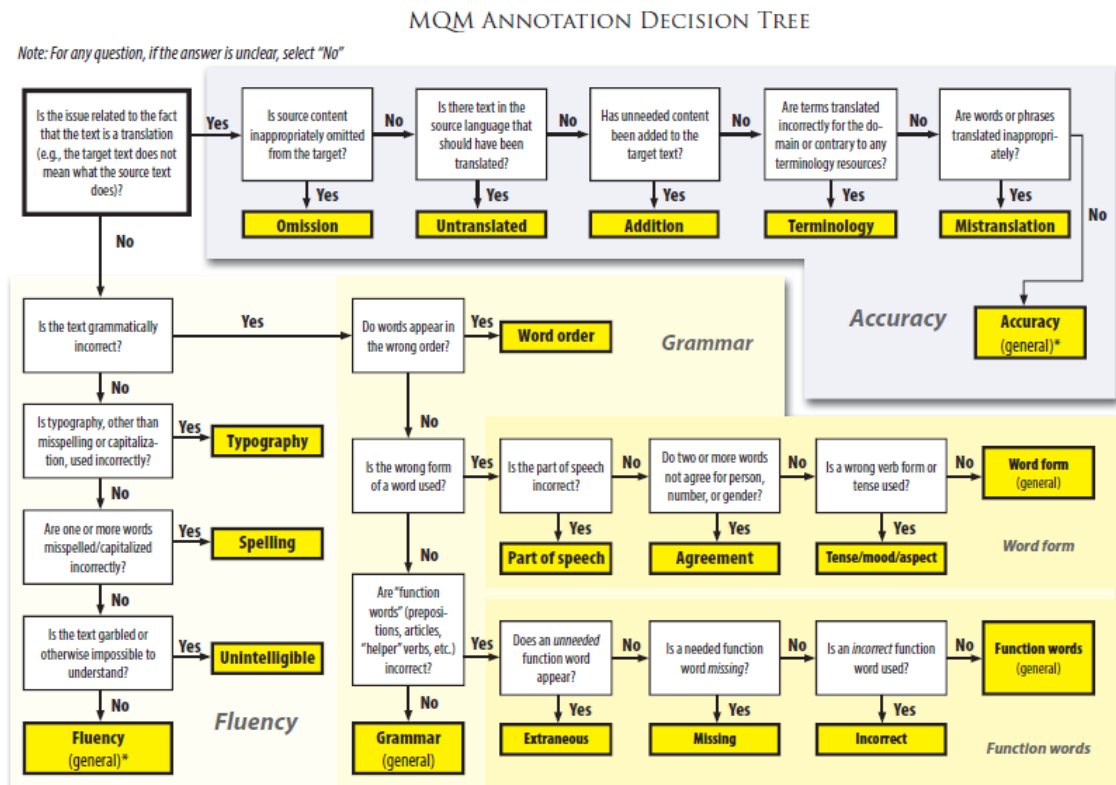 MQM Annotation Decision Tree
Note: For any question, if the answer is unclear, select “No”
Is the issue related to the fact
that the text is a translation
(e.g., the target text does not
mean what the source text
does)?
Yes
Is source content
inappropriately omitted
from the target?
No
Is there text in the
source language that
should have been
translated?
No
Has unneeded content
been added to the
target text?
No
Are terms translated
incorrectly for the do-
main or contrary to any
terminology resources?
No
Are words or phrases
translated inappropri-
ately?
No
Yes
Omission
Yes
Untranslated
Yes
Addition
Yes
Terminology
Yes
Mistranslation
Accuracy
(general)*
Accuracy
No
Is the text grammatically
incorrect?
Yes
Do words appear in
the wrong order?
Yes
Word order
Grammar
No
Is typography, other than
misspelling or capitaliza-
tion, used incorrectly?
Yes
Typography
No
Are one or more words
misspelled/capitalized
incorrectly?
Yes
Spelling
No
Is the text garbled or
otherwise impossible to
understand?
Yes
Unintelligible
No
Fluency
(general)*
Fluency
No
Is the wrong form
of a word used?
Yes
Is the part of speech
incorrect?
No
Do two or more words
not agree for person,
number, or gender?
No
Is a wrong verb form or
tense used?
No
Word form
(general)
Yes
Part of speech
Yes
Agreement
Yes
Tense/mood/aspect
Word form
No
Are “function
words” (preposi-
tions, articles,
“helper” verbs, etc.)
incorrect?
Yes
Does an unneeded
function word
appear?
No
Is a needed function
word missing?
No
Is an incorrect function
word used?
No
Function words
(general)
No
Grammar
(general)
Yes
Extraneous
Yes
Missing
Yes
Incorrect
Function words